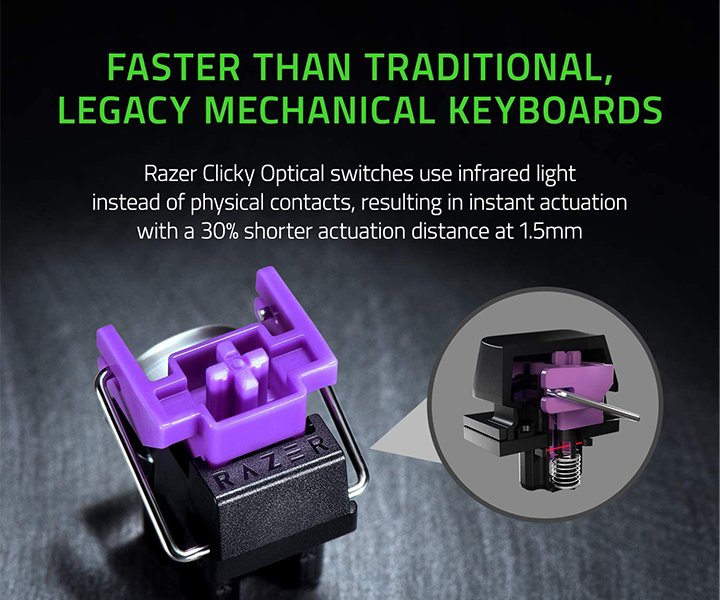 FASTER THAN TRADITIONAL,
LEGACY MECHANICAL KEYBOARDS
Razer Clicky Optical switches use infrared light
instead of physical contacts, resulting in instant actuation
with a 30% shorter actuation distance at 1.5mm
RAZER